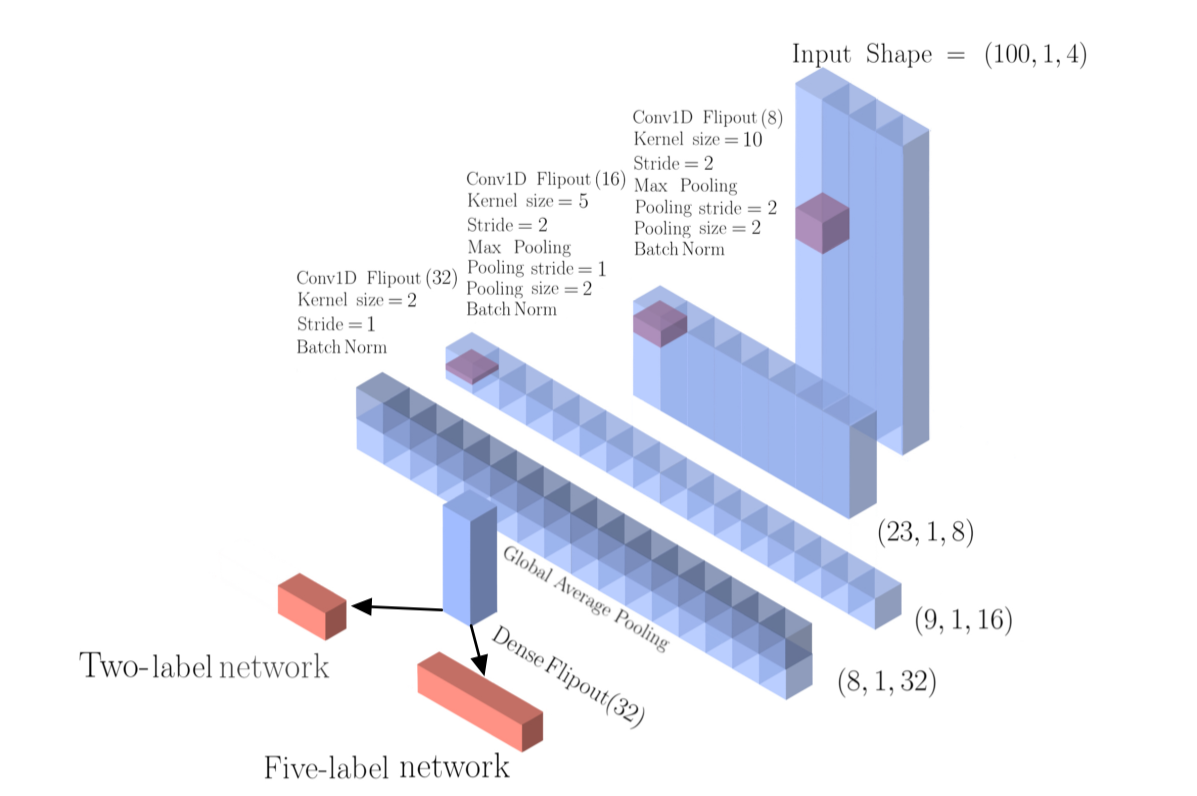 Input Shape = (100, 1, 4)
Conv1D Flipout (8)
Kernel size = 10
Stride = 2
Max Pooling
Pooling stride = 2
Pooling size = 2
Batch Norm
Conv1D Flipout (16)
Kernel size = 5
Stride = 2
Max Pooling
Pooling stride = 1
Pooling size = 2
Batch Norm
Conv1D Flipout (32)
Kernel size = 2
Stride = 1
Batch Norm
(23, 1, 8)
(9, 1, 16)
(8, 1, 32)
Global Average Pooling
Dense Flipout(32)
Two-label network
Five-label network